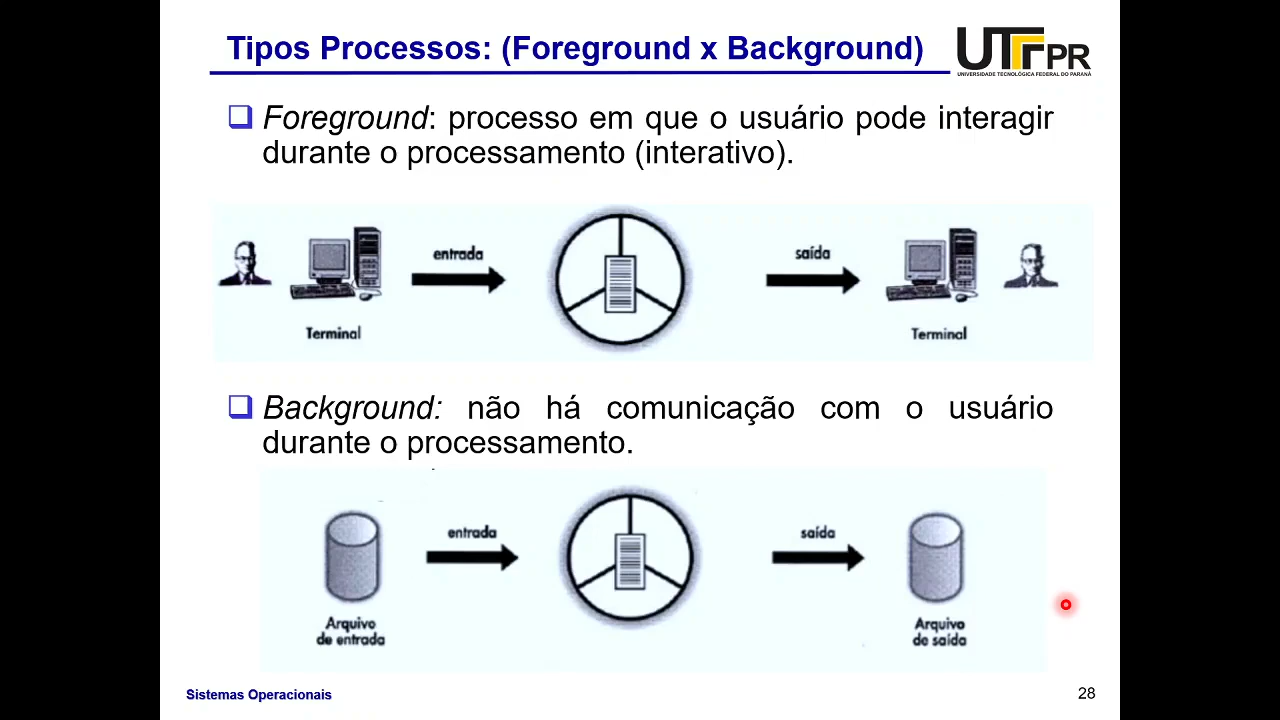 Tipos Processos: (Foreground x Background)
UTFPR
UNIVERSIDADE TECNOLÓGICA FEDERAL DO PARANÁ
Foreground: processo em que o usuário pode interagir
durante o processamento (interativo).
entrada
saída
Terminal
Terminal
Background: não há comunicação com o usuário
durante o processamento.
entrada
saída
Arquivo
de entrada
Arquivo
de saída
Sistemas Operacionais
28